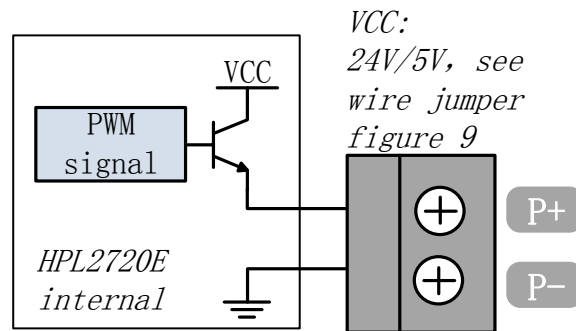 VCC:
24V/5V, see
wire jumper
figure 9
VCC
PWM
signal
P+
HPL2720E
internal
P-